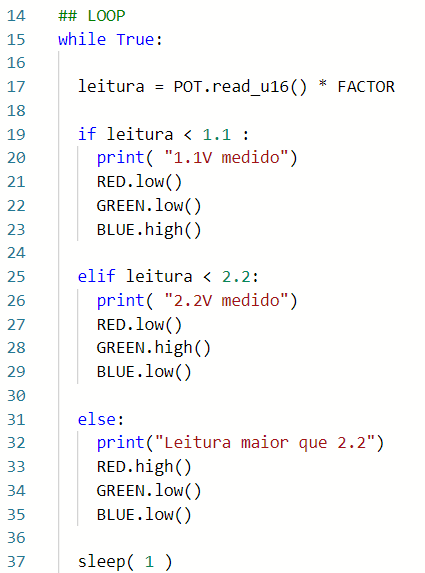 14 ## LOOP
15 while True:
16
17 leitura = POT.read_u16() * FACTOR
18
19 if leitura < 1.1 :
20 print( "1.1V medido")
21 RED.low()
22 GREEN.low()
23 BLUE.high()
24
25 elif leitura < 2.2:
26 print( "2.2V medido")
27 RED.low()
28 GREEN.high()
29 BLUE.low()
30
31 else:
32 print("Leitura maior que 2.2")
33 RED.high()
34 GREEN.low()
35 BLUE.low()
36
37 sleep( 1 )